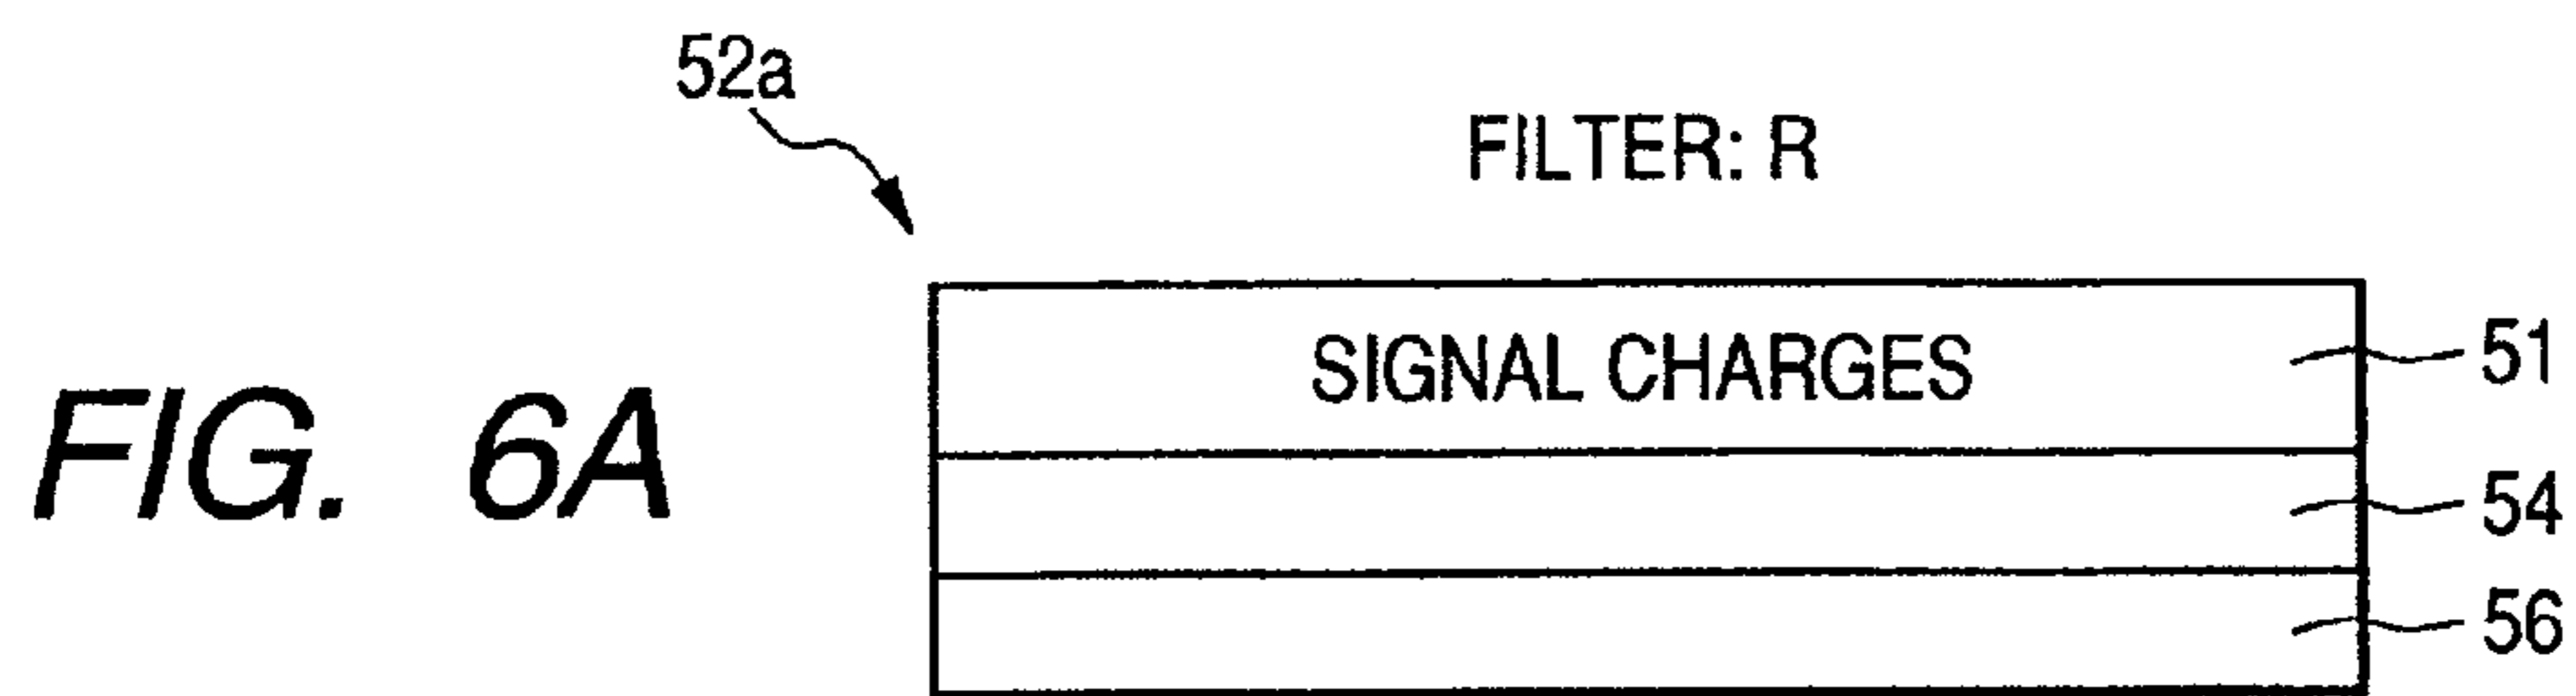 52a
FILTER: R
SIGNAL CHARGES
51
FIG. 6A
54
56